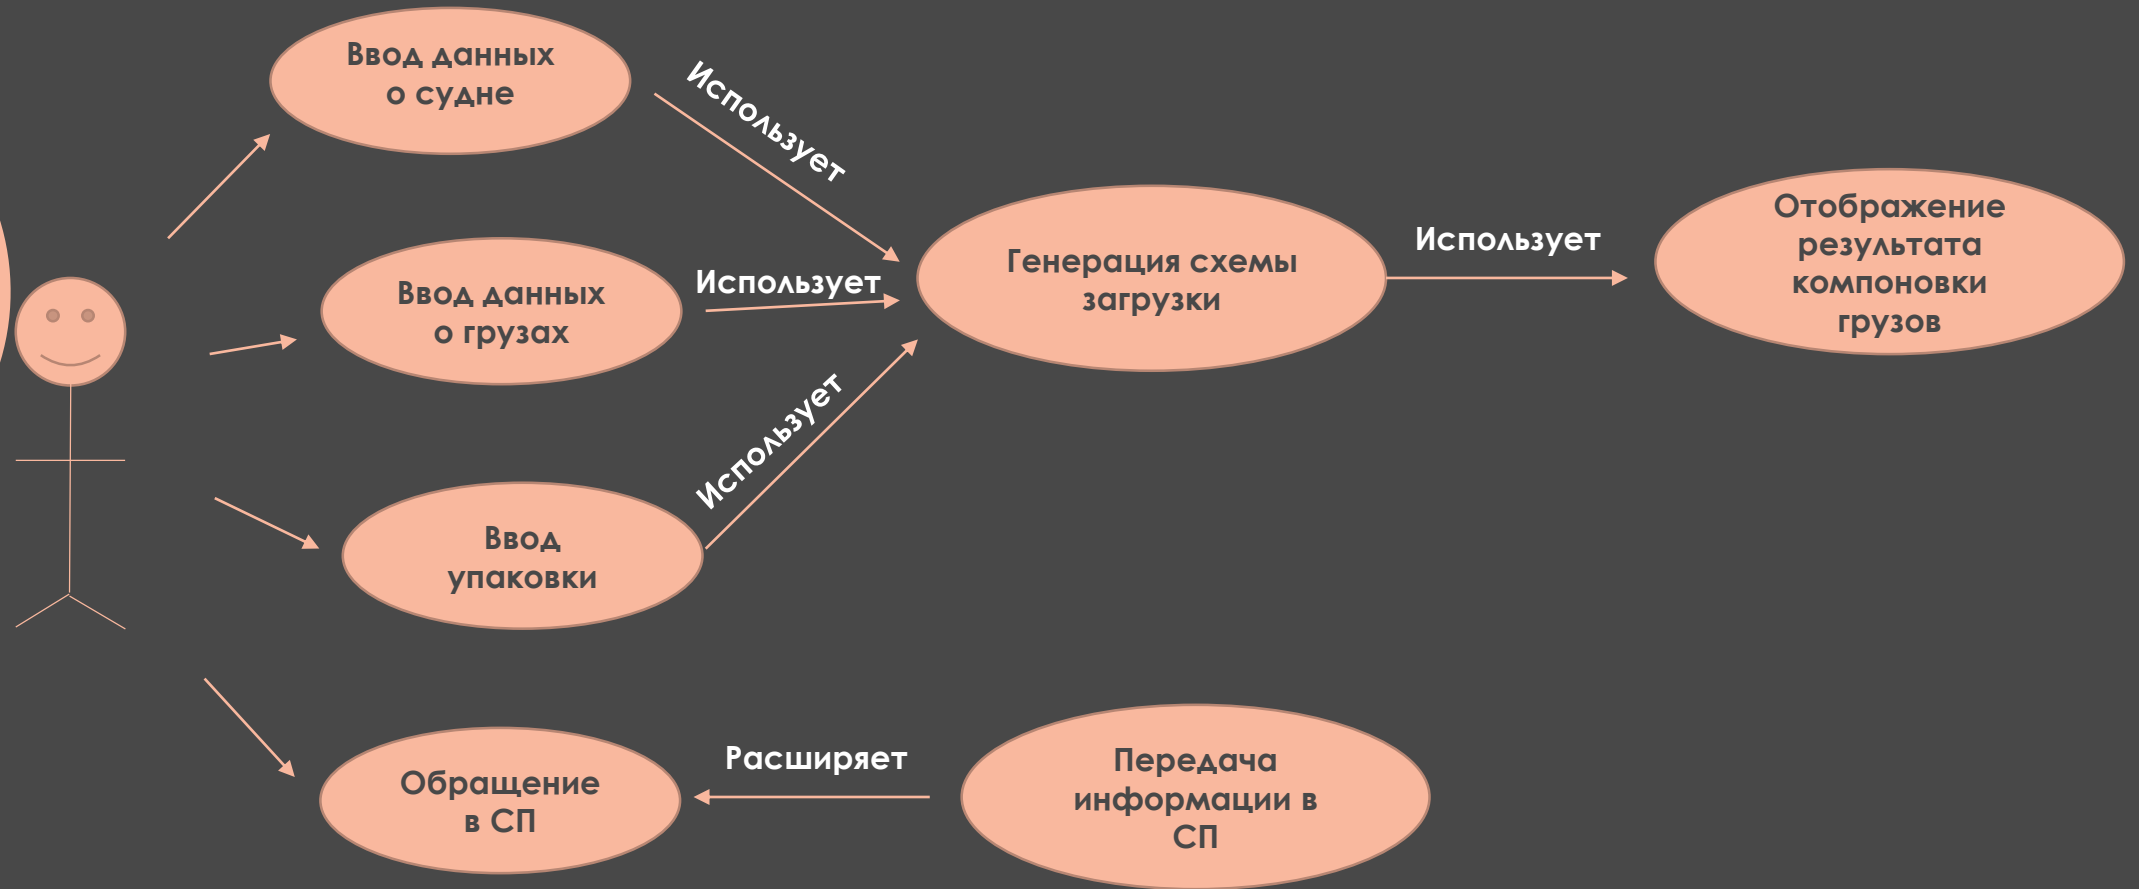 Ввод данных
о судне
Использует
Ввод данных
о грузах
Использует
Генерация схемы
загрузки
Использует
Отображение
результата
компоновки
грузов
Ввод
упаковки
Использует
Обращение
в СП
Расширяет
Передача
информации в
СП